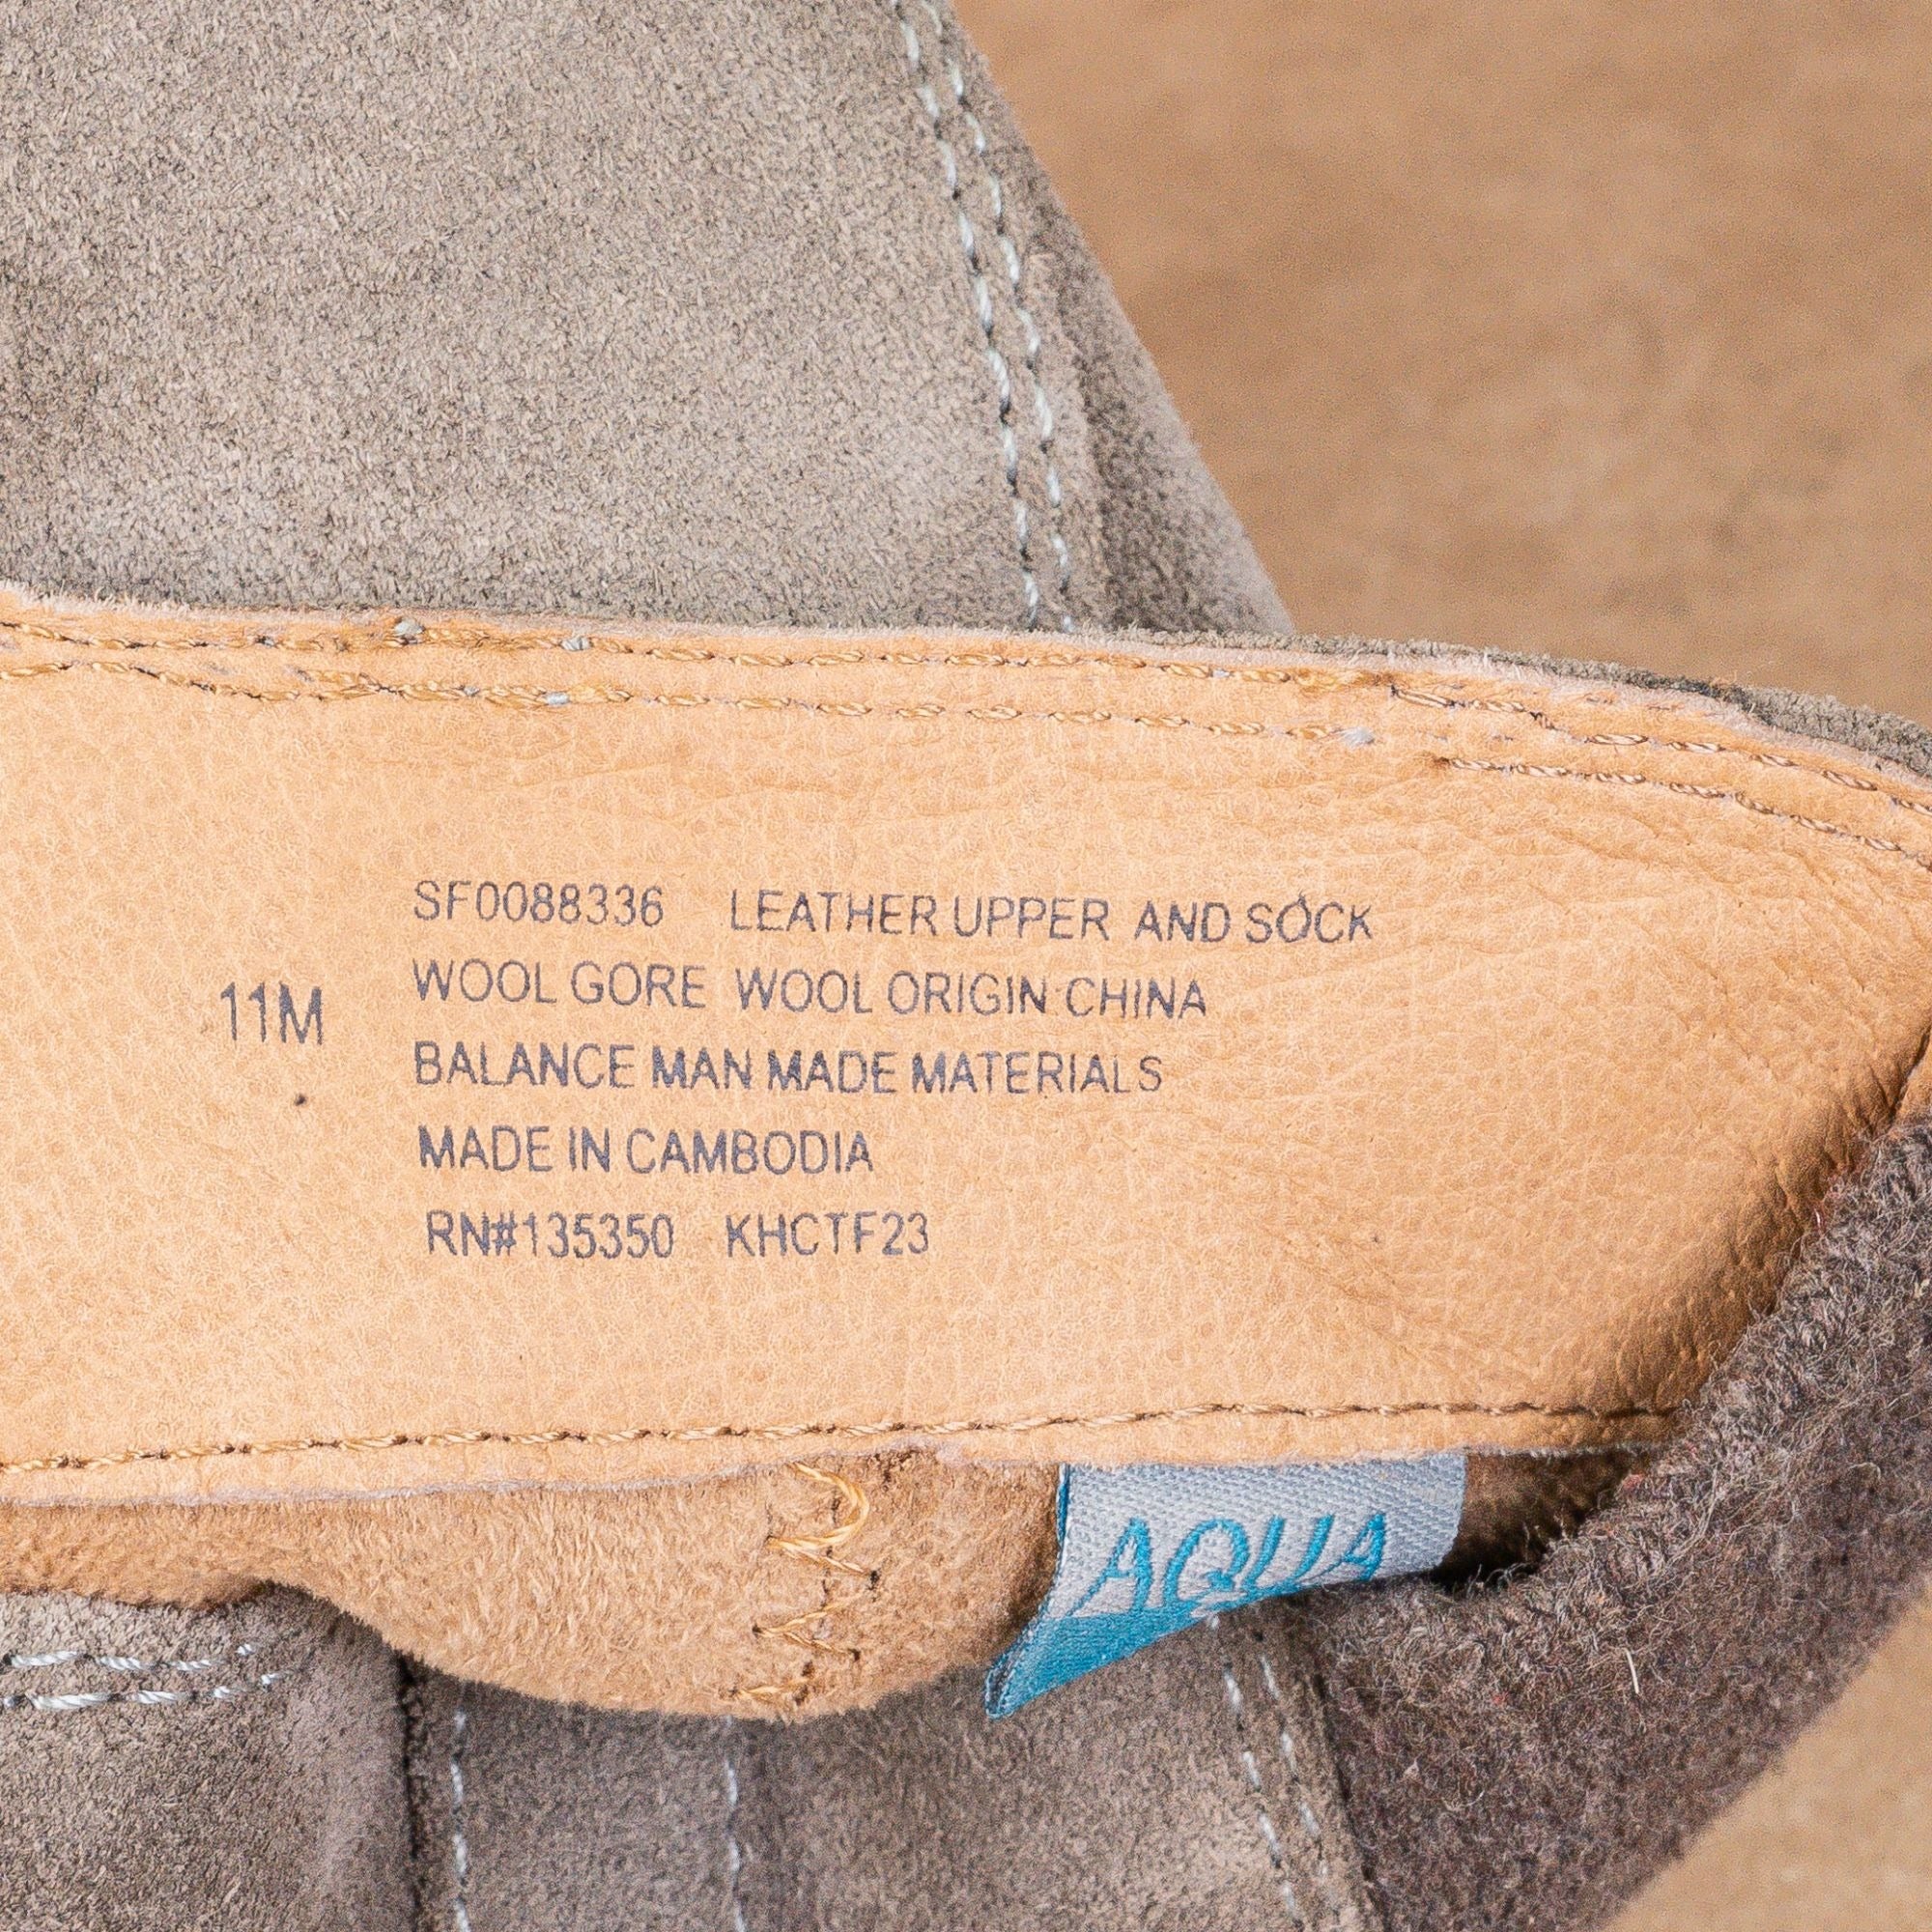 11M
SF0088336 LEATHER UPPER AND SOCK
WOOL GORE WOOL ORIGIN CHINA
BALANCE MAN MADE MATERIALS
MADE IN CAMBODIA
RN#135350 KHCTF23
AQUA